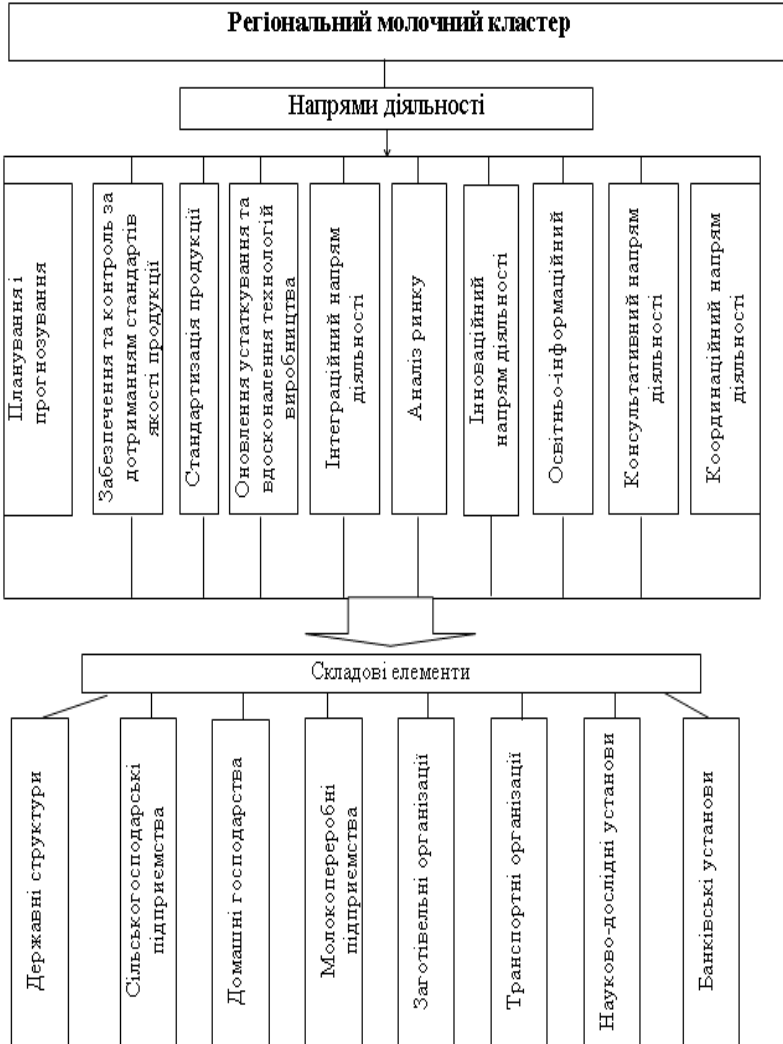 Регіональний молочний кластер
Напрями діяльності
Планування і
прогнозування
Забезпечення та контроль за
дотриманням стандартів
якості продукції
Стандартизація продукції
Оновлення устаткування та
вдосконалення технологій
виробництва
Інтеграційний напрям
діяльності
Аналіз ринку
Інноваційний
напрям діяльності
Освітньо-інформаційний
Консультативний напрям
діяльності
Координаційний напрям
діяльності
Складові елементи
Державні структури
Сільськогосподарські
підприємства
Домашні господарства
Молокопереробні
підприємства
Заготівельні організації
Транспортні організації
Науково-дослідні установи
Банківські установи